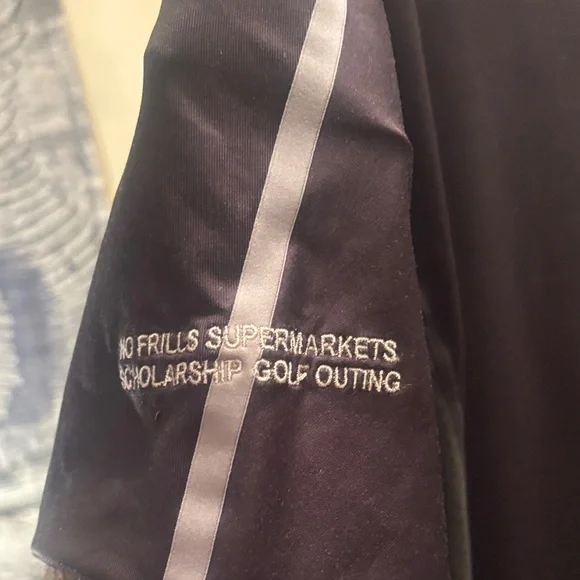 NO FRILLS SUPERMARKETS
SCHOLARSHIP GOLF OUTING